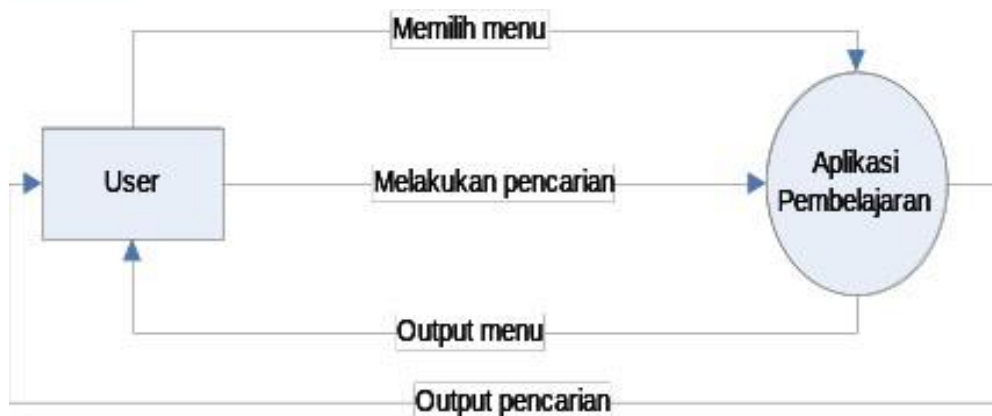 Memilih menu
User
Melakukan pencarian
Aplikasi
Pembelajaran
Output menu
Output pencarian